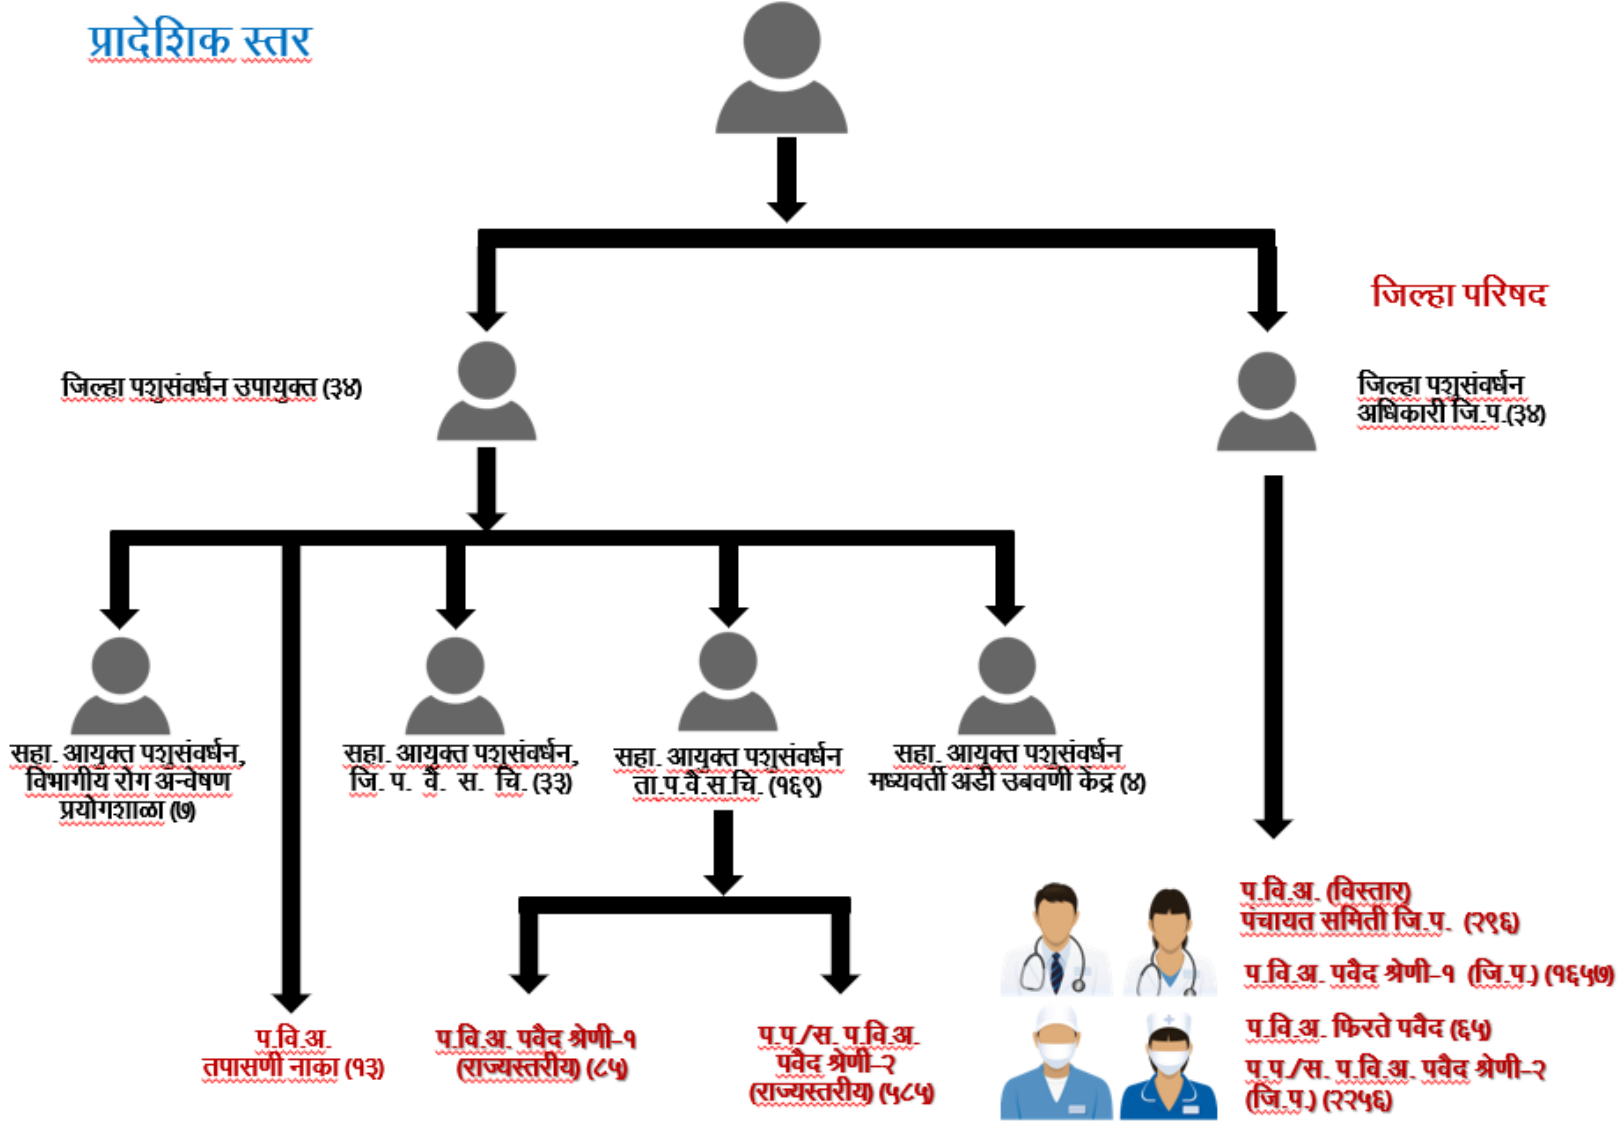 प्रादेशिक स्तर
जिल्हा परिषद
जिल्हा पशुसंवर्धन उपायुक्त (३४)
जिल्हा पशुसंवर्धन
अधिकारी जि.प.(३४)
सहा. आयुक्त पशुसंवर्धन,
विभागीय रोग अन्वेषण
प्रयोगशाळा (७)
सहा. आयुक्त पशुसंवर्धन,
जि. प. वै. स. चि. (३३)
सहा. आयुक्त पशुसंवर्धन
ता.प.वै.स.चि. (१६९)
सहा. आयुक्त पशुसंवर्धन
मध्यवर्ती अंडी उबवणी केंद्र (४)
प.वि.अ.
तपासणी नाका (१३)
प.वि.अ. पवैद श्रेणी–१
(राज्यस्तरीय) (८५)
प.प./स. प.वि.अ.
पवैद श्रेणी–२
(राज्यस्तरीय) (५८५)
प.वि.अ. (विस्तार)
पंचायत समिती जि.प. (२९६)
प.वि.अ. पवैद श्रेणी–१ (जि.प.) (१६५७)
प.वि.अ. फिरते पवैद (६५)
प.प./स. प.वि.अ. पवैद श्रेणी–२
(जि.प.) (२२५६)